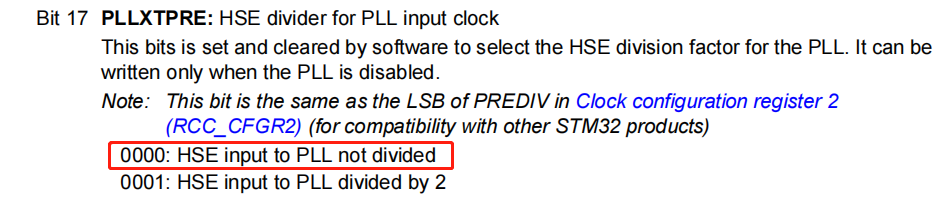 Bit 17 PLLXTPRE: HSE divider for PLL input clock
This bits is set and cleared by software to select the HSE division factor for the PLL. It can be
written only when the PLL is disabled.
Note: This bit is the same as the LSB of PREDIV in Clock configuration register 2
(RCC_CFGR2) (for compatibility with other STM32 products)
0000: HSE input to PLL not divided
0001: HSE input to PLL divided by 2